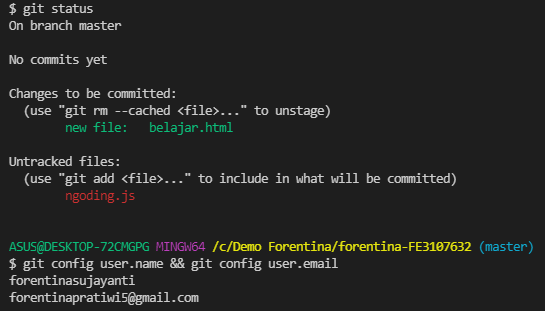 $ git status
On branch master
No commits yet
Changes to be committed:
(use "git rm --cached <file>..." to unstage)
new file: belajar.html
Untracked files:
(use "git add <file>..." to include in what will be committed)
ngoding.js
ASUS@DESKTOP-72CMGPG MINGW64 /c/Demo Forentina/forentina-FE3107632 (master)
$ git config user.name && git config user.email
forentinasujayanti
forentinapratiwi5@gmail.com